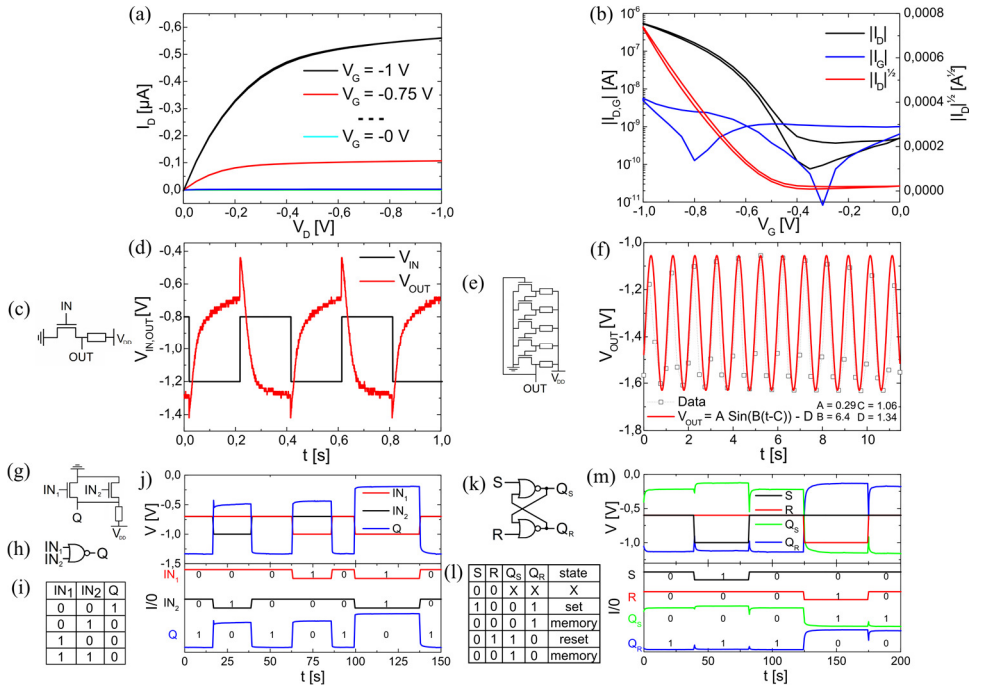 (a)
-0,6
-0,5
-0,4
-0,3
-0,2
-0,1
0,0
I_D [µA]
V_G = -1 V
V_G = -0.75 V
---
V_G = -0 V
0,0 -0,2 -0,4 -0,6 -0,8 -1,0
V_D [V]
(b)
10^-6
10^-7
10^-8
10^-9
10^-10
10^-11
|I_D,G| [A]
|I_D|
|I_G|
|I_D|^½
0,0008
0,0006
0,0004
0,0002
0,0000
|I_D|^½ [A^½]
-1,0 -0,8 -0,6 -0,4 -0,2 0,0
V_G [V]
(c)
IN
OUT
V_DD
(d)
-0,4
-0,6
-0,8
-1,0
-1,2
-1,4
V_IN,OUT [V]
V_IN
V_OUT
0,0 0,2 0,4 0,6 0,8 1,0
t [s]
(e)
OUT
V_DD
(f)
-1,0
-1,2
-1,4
-1,6
-1,8
V_OUT [V]
Data
V_OUT = A Sin(B(t-C)) - D
A = 0.29 C = 1.06
B = 6.4 D = 1.34
0 2 4 6 8 10
t [s]
(g)
IN_1
IN_2
Q
V_DD
(h)
IN_1
IN_2
Q
(i)
IN_1 IN_2 Q
0 0 1
0 1 0
1 0 0
1 1 0
(j)
0,0
-0,5
-1,0
V [V]
IN_1
IN_2
Q
I/0
IN_1 0 0 0 1 0 1 0
IN_2 0 1 0 0 0 1 0
Q 1 0 1 0 1 0 1
0 25 50 75 100 125 150
t [s]
(k)
S
R
Q_S
Q_R
(l)
S R Q_S Q_R state
0 0 X X X
1 0 0 1 set
0 0 0 1 memory
0 1 1 0 reset
0 0 1 0 memory
(m)
0,0
-0,5
-1,0
V [V]
S
R
Q_S
Q_R
I/0
S 0 1 0 0 0
R 0 0 0 1 0
Q_S 0 0 0 1 1
Q_R 1 1 1 0 0
0 50 100 150 200
t [s]